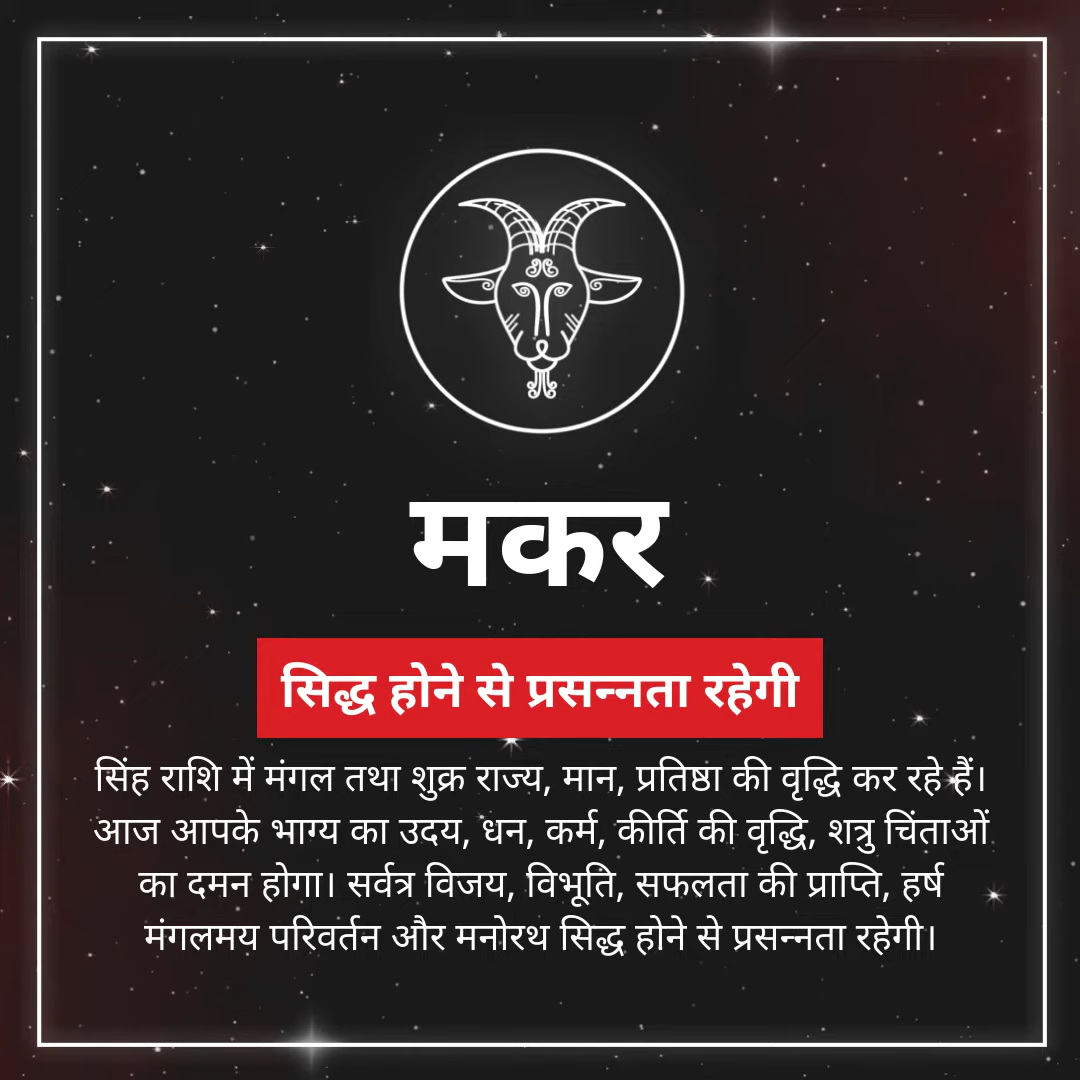 मकर
सिद्ध होने से प्रसन्नता रहेगी
सिंह राशि में मंगल तथा शुक्र राज्य, मान, प्रतिष्ठा की वृद्धि कर रहे हैं।
आज आपके भाग्य का उदय, धन, कर्म, कीर्ति की वृद्धि, शत्रु चिंताओं
का दमन होगा। सर्वत्र विजय, विभूति, सफलता की प्राप्ति, हर्ष
मंगलमय परिवर्तन और मनोरथ सिद्ध होने से प्रसन्नता रहेगी।